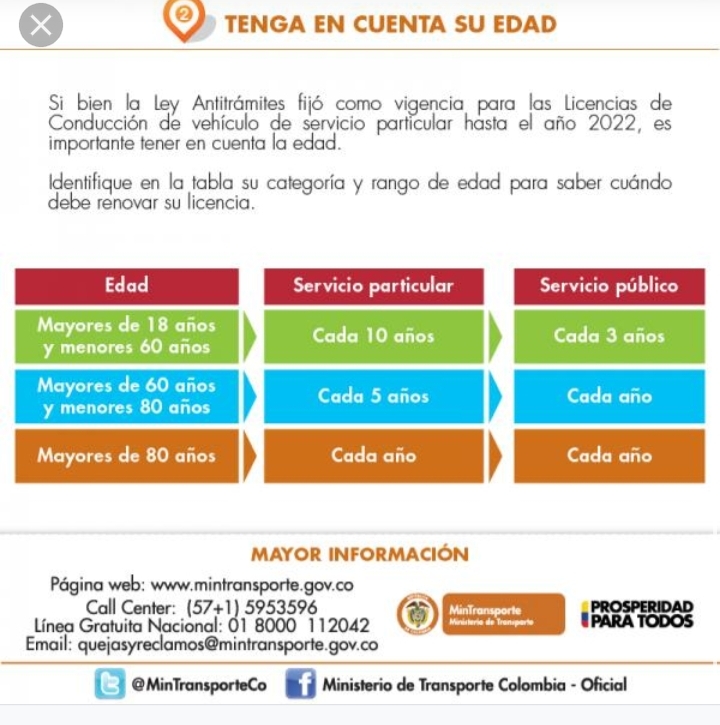 2
TENGA EN CUENTA SU EDAD
Si bien la Ley Antitrámites fijó como vigencia para las Licencias de
Conducción de vehículo de servicio particular hasta el año 2022, es
importante tener en cuenta la edad.
Identifique en la tabla su categoría y rango de edad para saber cuándo
debe renovar su licencia.
Edad
Servicio particular
Servicio público
Mayores de 18 años
y menores 60 años
Cada 10 años
Cada 3 años
Mayores de 60 años
y menores 80 años
Cada 5 años
Cada año
Mayores de 80 años
Cada año
Cada año
MAYOR INFORMACIÓN
Página web: www.mintransporte.gov.co
Call Center: (57+1) 5953596
Línea Gratuita Nacional: 01 8000 112042
Email: quejasyreclamos@mintransporte.gov.co
MinTransporte
Ministerio de Transporte
PROSPERIDAD
PARA TODOS
@MinTransporteCo
Ministerio de Transporte Colombia - Oficial